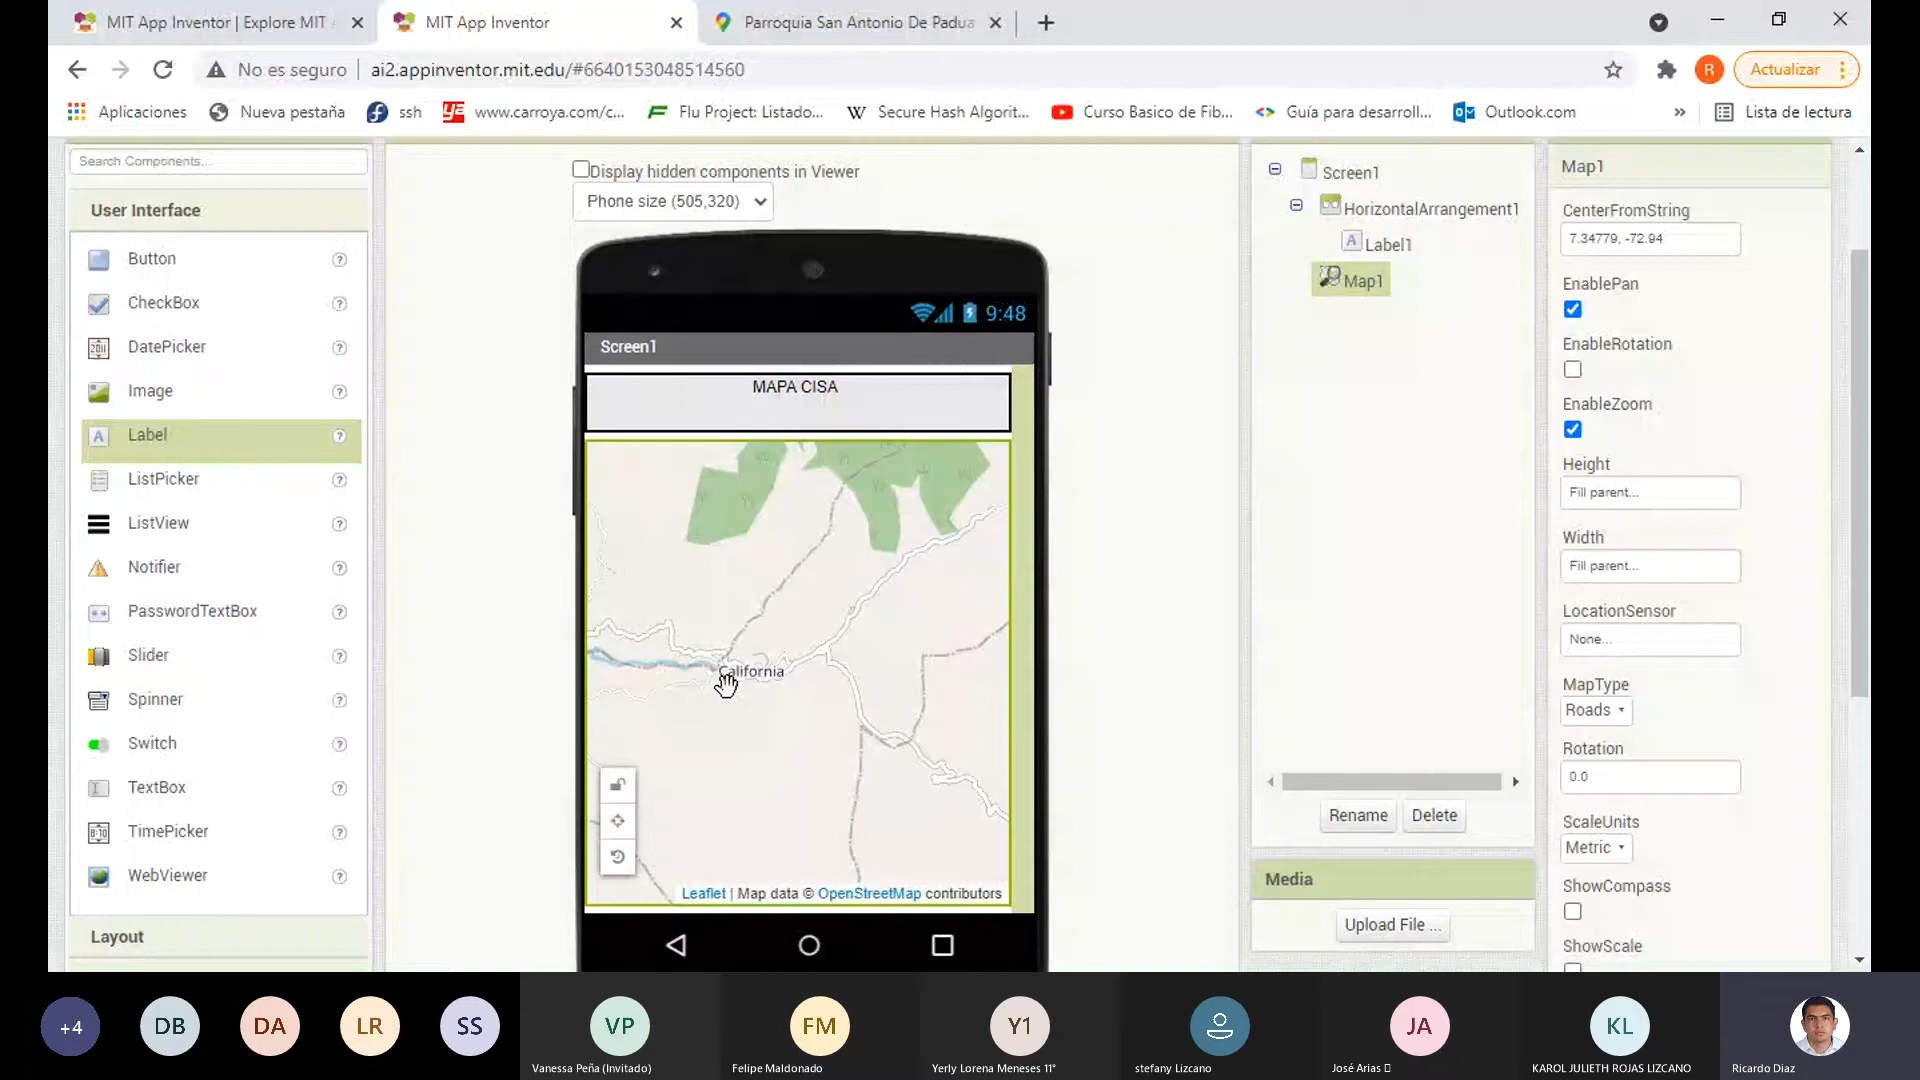 MIT App Inventor | Explore MIT
MIT App Inventor
Parroquia San Antonio De Padua
No es seguro
ai2.appinventor.mit.edu/#6640153048514560
R
Actualizar
Aplicaciones
Nueva pestaña
ssh
www.carroya.com/c...
Flu Project: Listado...
W
Secure Hash Algorit...
Curso Basico de Fib...
Guía para desarroll...
Outlook.com
»
Lista de lectura
Search Components...
User Interface
Button
CheckBox
DatePicker
Image
Label
ListPicker
ListView
Notifier
PasswordTextBox
Slider
Spinner
Switch
TextBox
TimePicker
WebViewer
Layout
Display hidden components in Viewer
Phone size (505,320)
9:48
Screen1
MAPA CISA
California
Leaflet | Map data © OpenStreetMap contributors
Screen1
HorizontalArrangement1
Label1
Map1
Rename
Delete
Media
Upload File ...
Map1
CenterFromString
7.34779, -72.94
EnablePan
EnableRotation
EnableZoom
Height
Fill parent...
Width
Fill parent...
LocationSensor
None...
MapType
Roads
Rotation
0.0
ScaleUnits
Metric
ShowCompass
ShowScale
+4
DB
DA
LR
SS
VP
Vanessa Peña (Invitado)
FM
Felipe Maldonado
Y1
Yerly Lorena Meneses 11°
stefany Lizcano
JA
José Arias
KL
KAROL JULIETH ROJAS LIZCANO
Ricardo Diaz